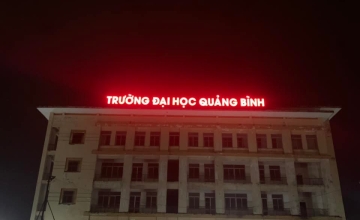 TRƯỜNG ĐẠI HỌC QUẢNG BÌNH